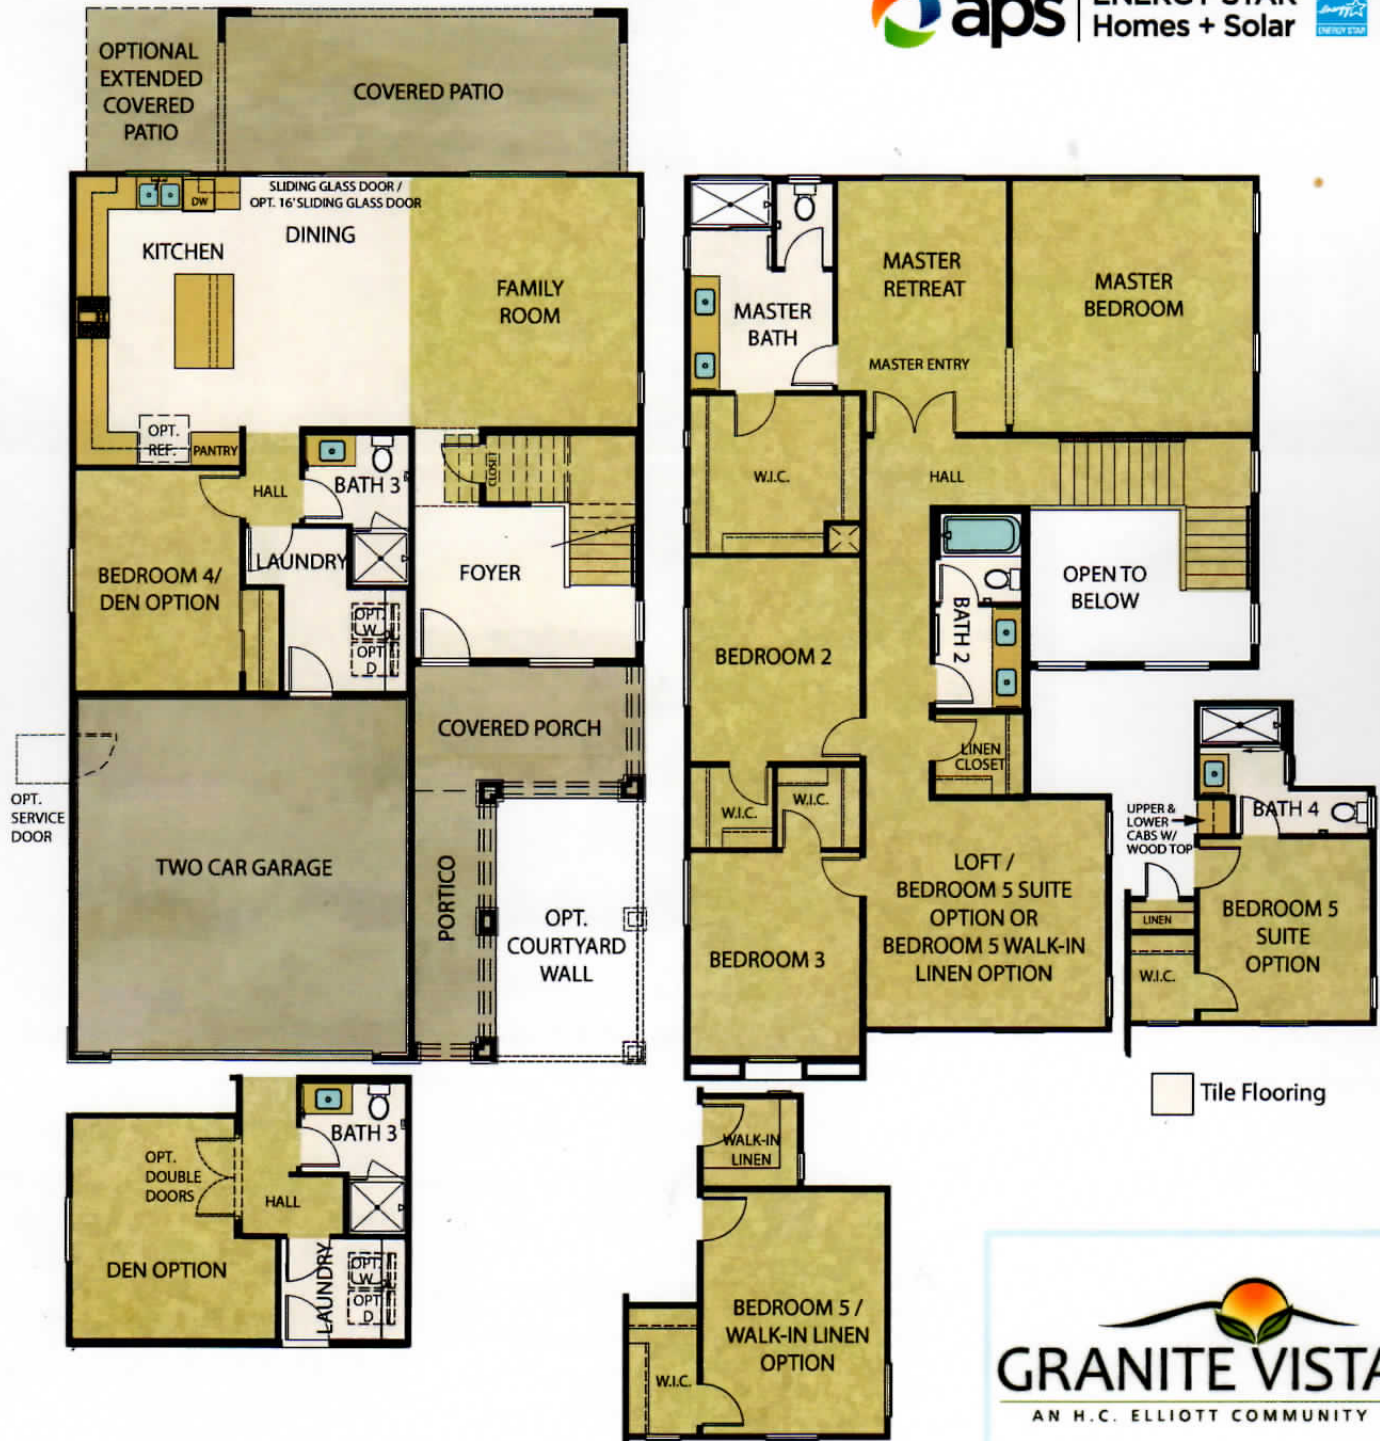 aps
ENERGY STAR
Homes + Solar
ENERGY STAR
OPTIONAL
EXTENDED
COVERED
PATIO
COVERED PATIO
SLIDING GLASS DOOR /
OPT. 16' SLIDING GLASS DOOR
DW
KITCHEN
DINING
FAMILY
ROOM
OPT.
REF.
PANTRY
HALL
BATH 3
CLOSET
LAUNDRY
FOYER
BEDROOM 4/
DEN OPTION
OPT.
W
OPT
D
COVERED PORCH
OPT.
SERVICE
DOOR
TWO CAR GARAGE
PORTICO
OPT.
COURTYARD
WALL
MASTER
RETREAT
MASTER
BEDROOM
MASTER
BATH
MASTER ENTRY
W.I.C.
HALL
OPEN TO
BELOW
BATH 2
BEDROOM 2
LINEN
CLOSET
W.I.C.
W.I.C.
BEDROOM 3
LOFT /
BEDROOM 5 SUITE
OPTION OR
BEDROOM 5 WALK-IN
LINEN OPTION
UPPER &
LOWER
CABS W/
WOOD TOP
BATH 4
LINEN
W.I.C.
BEDROOM 5
SUITE
OPTION
Tile Flooring
BATH 3
OPT.
DOUBLE
DOORS
HALL
DEN OPTION
LAUNDRY
OPT.
W
OPT
D
WALK-IN
LINEN
BEDROOM 5 /
WALK-IN LINEN
OPTION
W.I.C.
GRANITE VISTA
AN H.C. ELLIOTT COMMUNITY